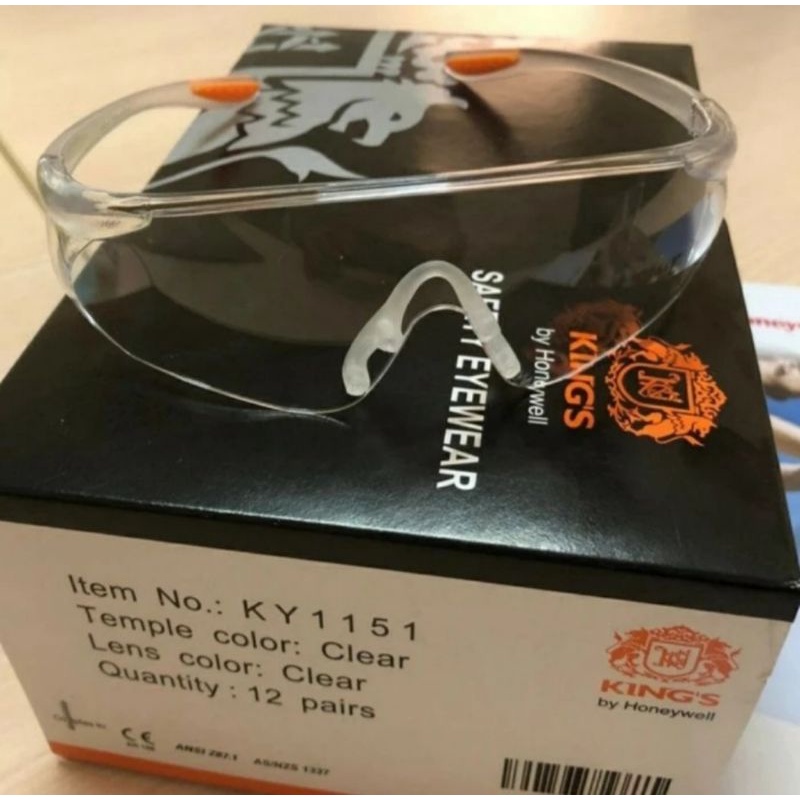 SAFETY EYEWEAR
KING'S
by Honeywell
Item No.: KY1151
Temple color: Clear
Lens color: Clear
Quantity : 12 pairs
KING'S
by Honeywell
CE
ANSI Z87.1
AS/NZS 1337